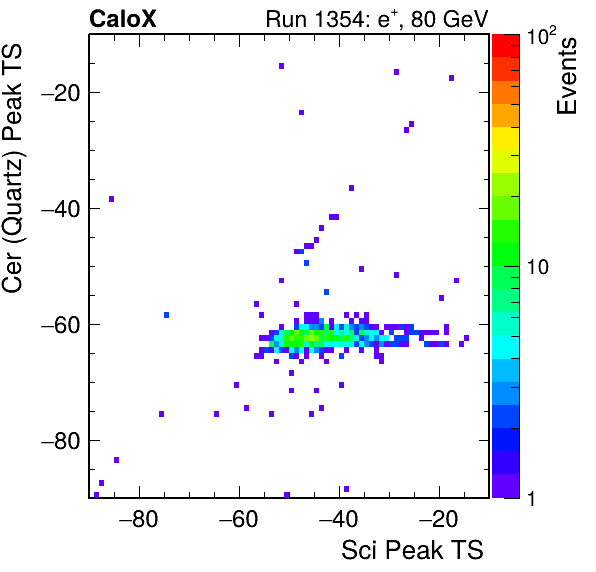 CaloX
Run 1354: e+, 80 GeV
Cer (Quartz) Peak TS
−20
−40
−60
−80
−80
−60
−40
−20
Sci Peak TS
10²
10
1
Events